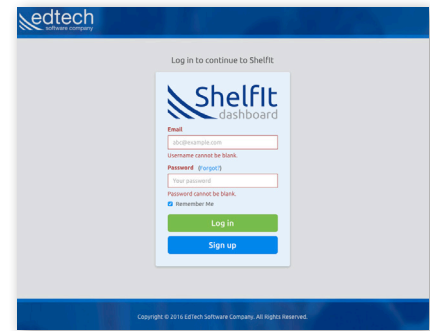 edtech
software company
Log in to continue to ShelfIt
ShelfIt
dashboard
Email
abc@example.com
Username cannot be blank.
Password (Forgot?)
Your password
Password cannot be blank.
Remember Me
Log in
Sign up
Copyright © 2016 EdTech Software Company. All Rights Reserved.